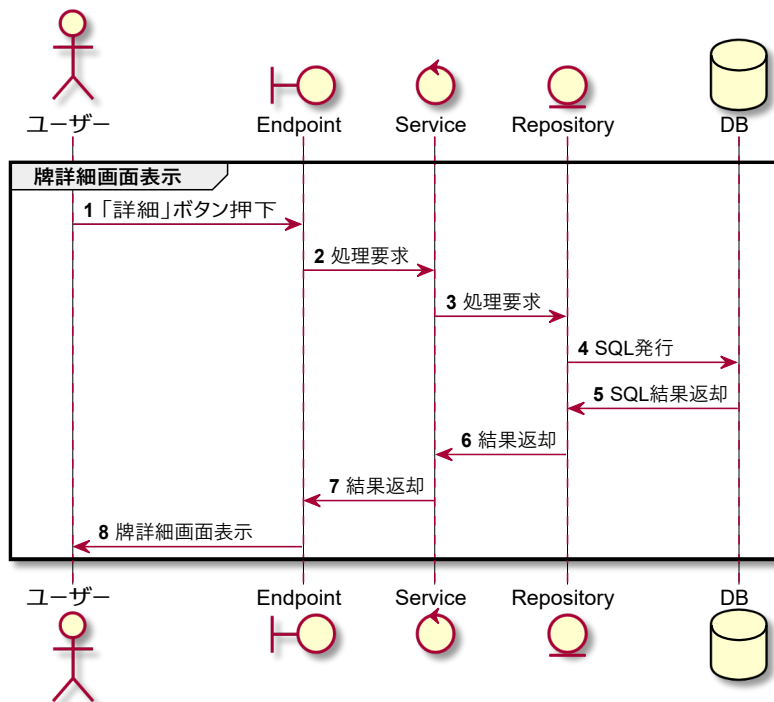 ユーザー Endpoint Service Repository DB
牌詳細画面表示
1 「詳細」ボタン押下
2 処理要求
3 処理要求
4 SQL発行
5 SQL結果返却
6 結果返却
7 結果返却
8 牌詳細画面表示
ユーザー Endpoint Service Repository DB